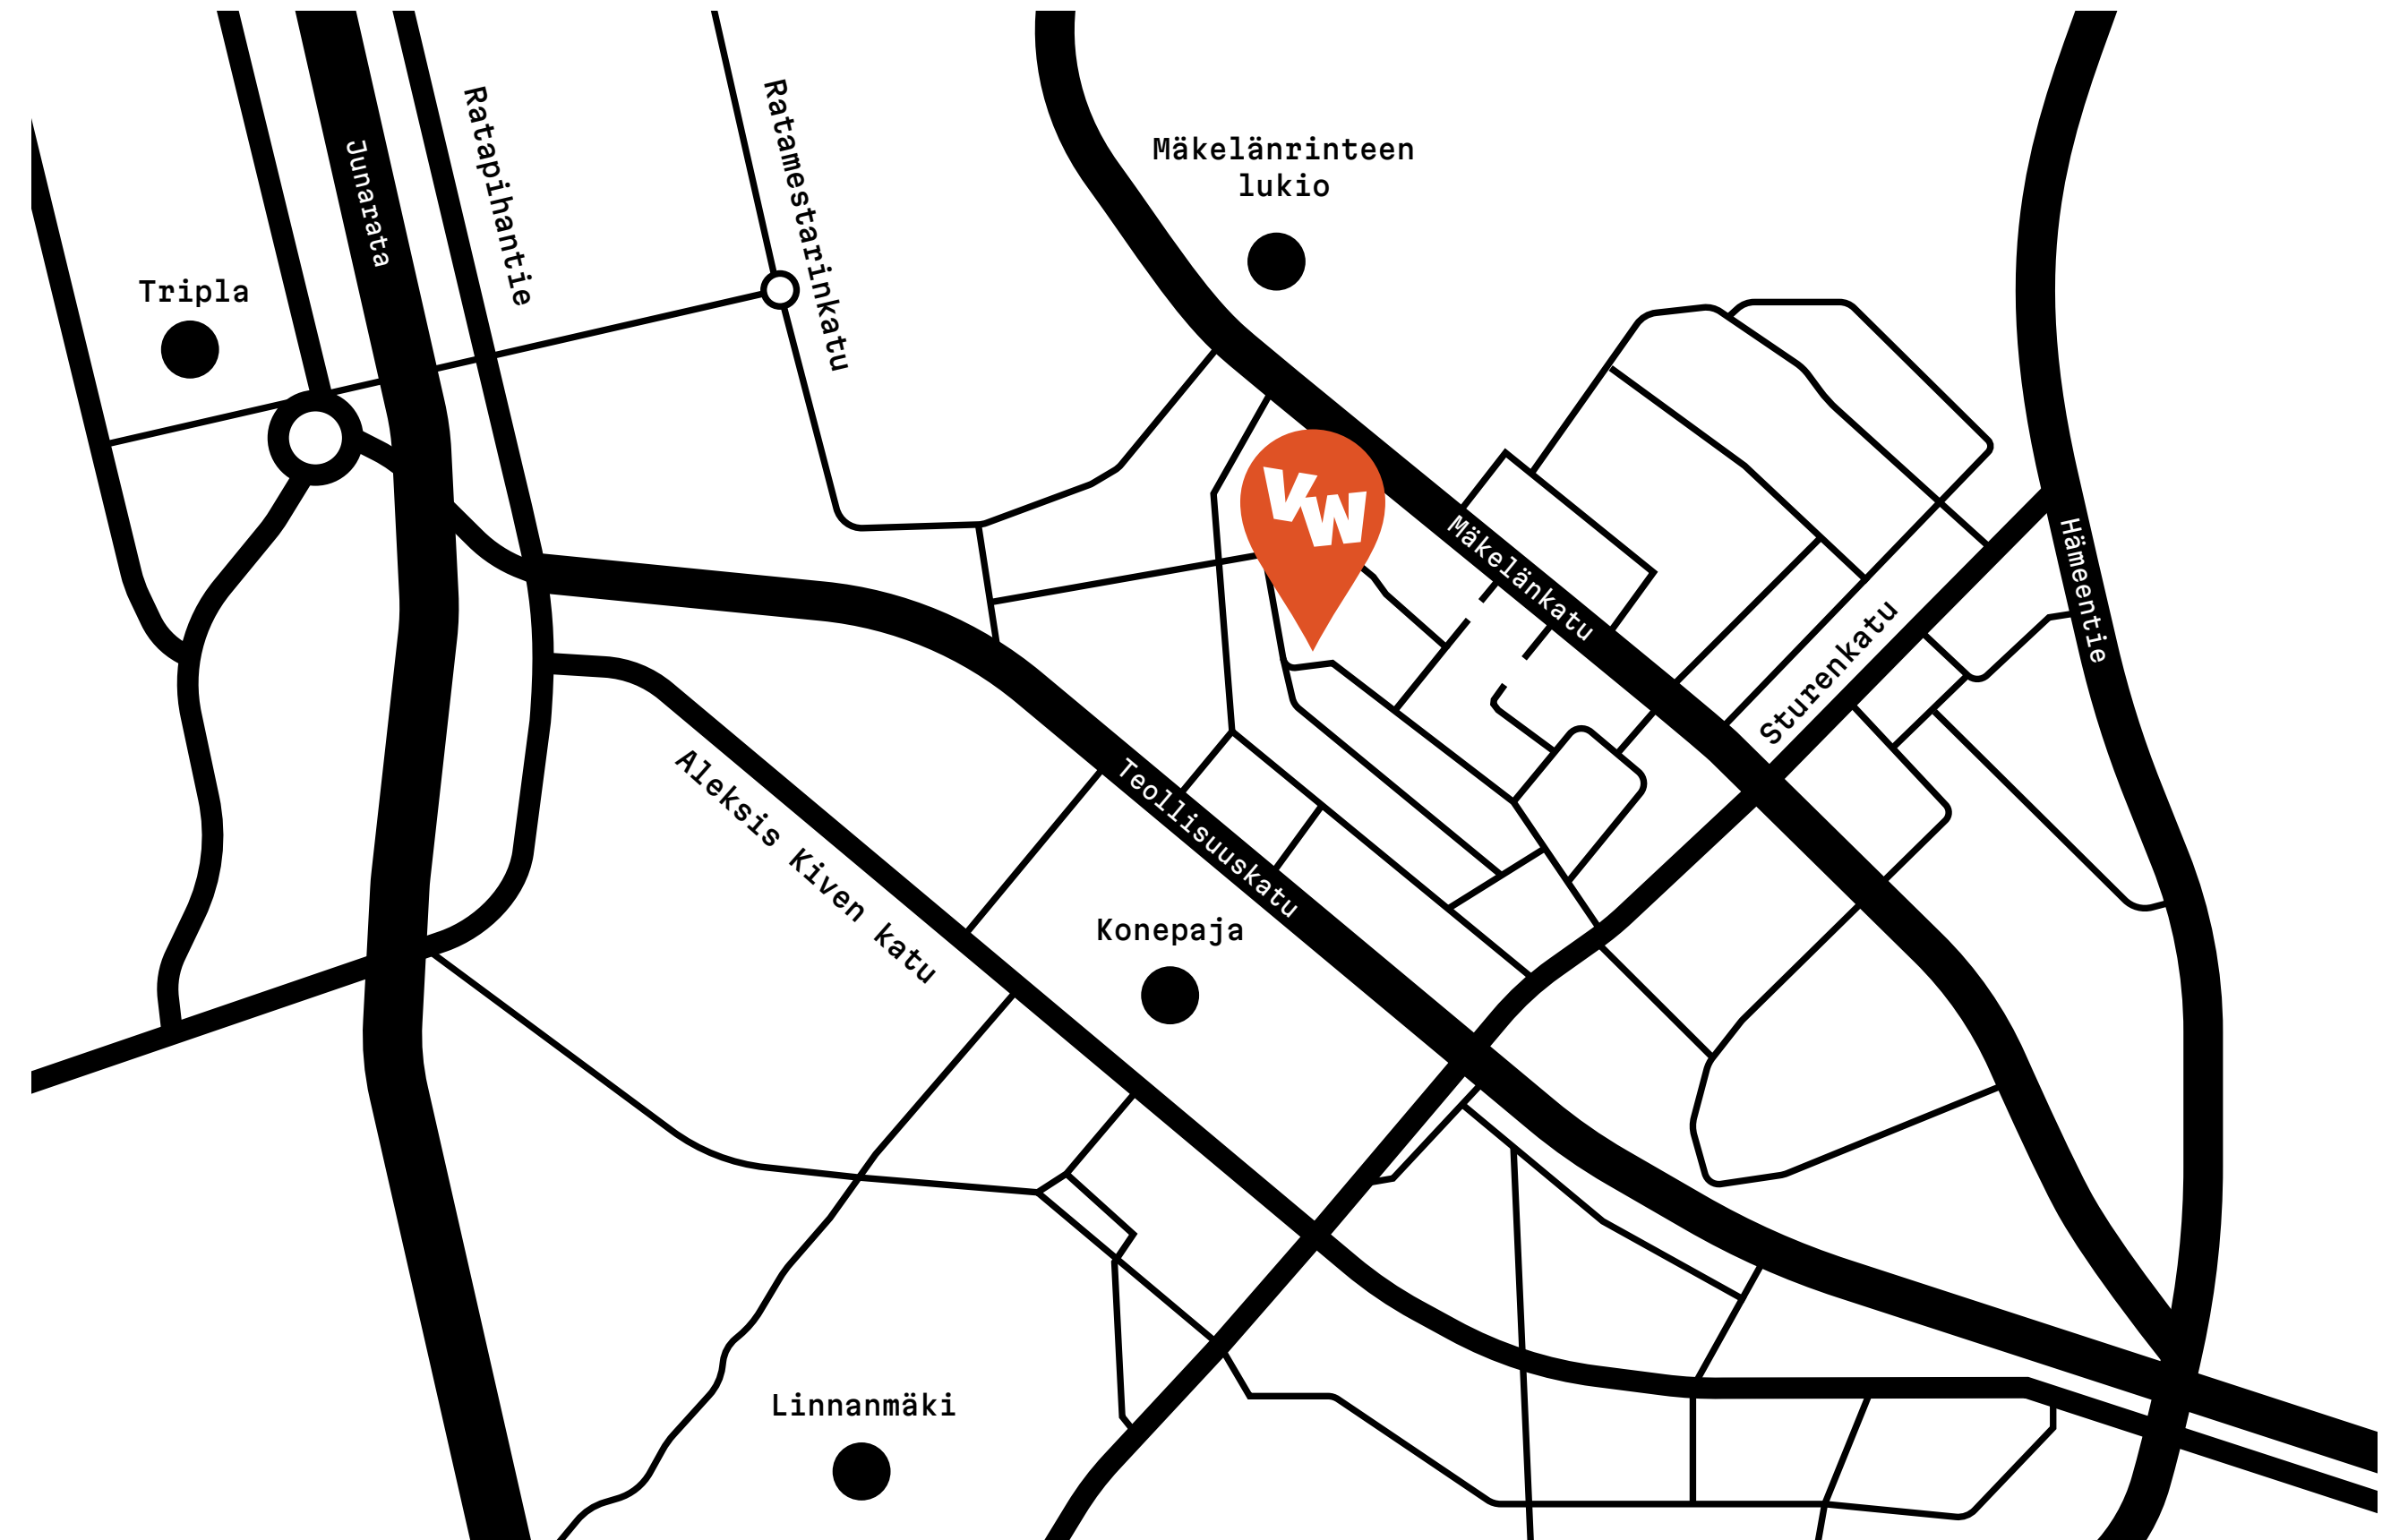 Mäkelänrinteen
lukio
Ratapihantie
Ratamestarinkatu
Junarata
Tripla
VW
Mäkelänkatu
Hämeentie
Sturenkatu
Teollisuuskatu
Aleksis Kiven katu
Konepaja
Linnanmäki